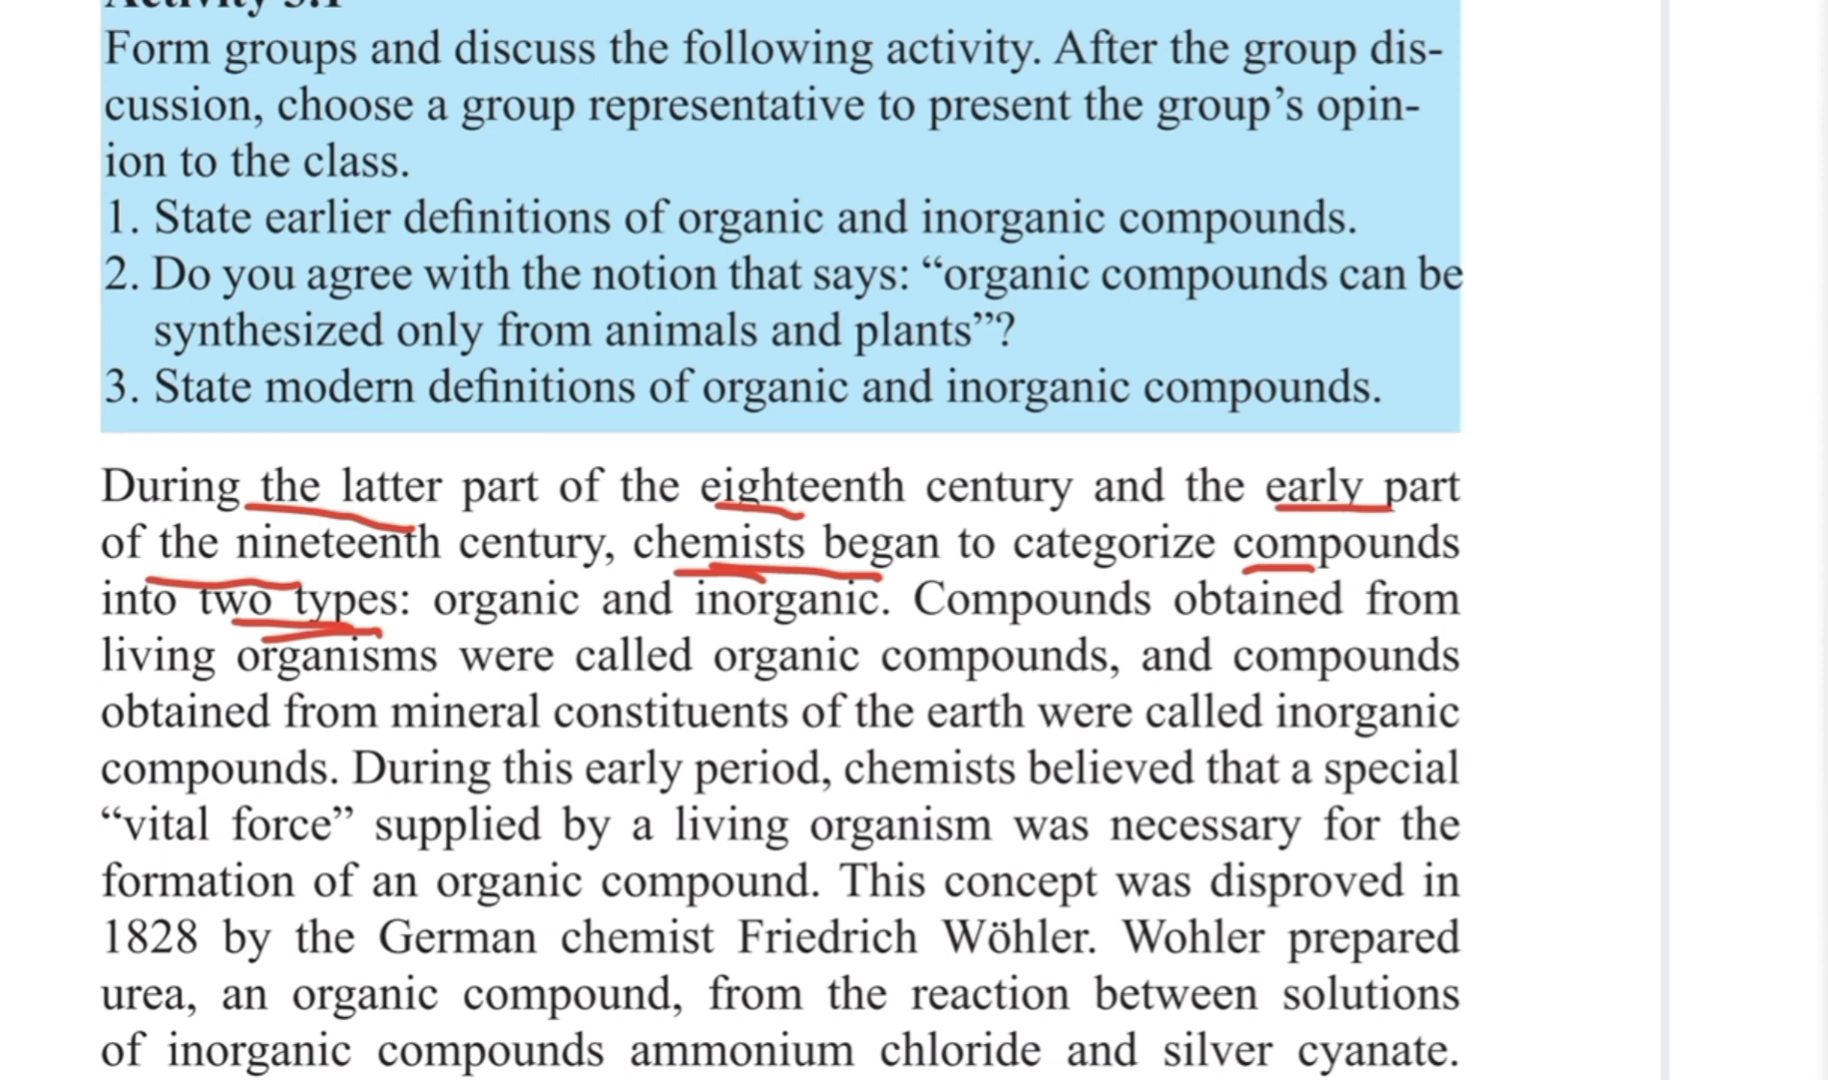 Activity 3.1
Form groups and discuss the following activity. After the group dis-
cussion, choose a group representative to present the group’s opin-
ion to the class.
1. State earlier definitions of organic and inorganic compounds.
2. Do you agree with the notion that says: “organic compounds can be
synthesized only from animals and plants”?
3. State modern definitions of organic and inorganic compounds.
During the latter part of the eighteenth century and the early part
of the nineteenth century, chemists began to categorize compounds
into two types: organic and inorganic. Compounds obtained from
living organisms were called organic compounds, and compounds
obtained from mineral constituents of the earth were called inorganic
compounds. During this early period, chemists believed that a special
“vital force” supplied by a living organism was necessary for the
formation of an organic compound. This concept was disproved in
1828 by the German chemist Friedrich Wöhler. Wohler prepared
urea, an organic compound, from the reaction between solutions
of inorganic compounds ammonium chloride and silver cyanate.